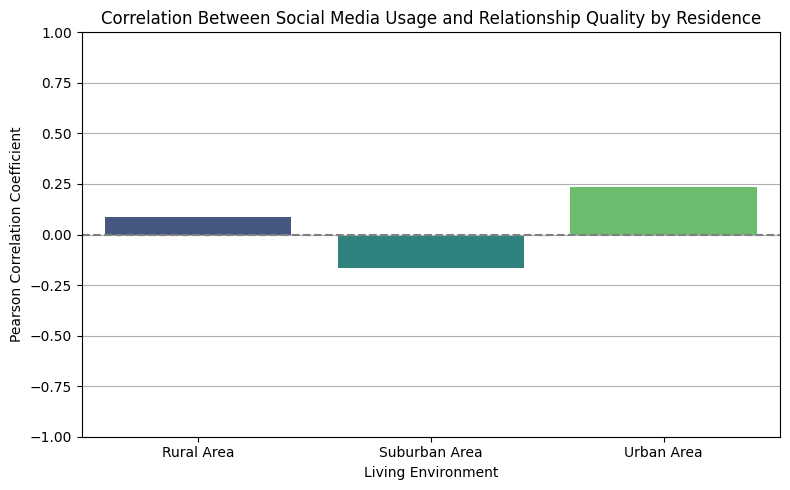 Correlation Between Social Media Usage and Relationship Quality by Residence
1.00
0.75
0.50
0.25
0.00
−0.25
−0.50
−0.75
−1.00
Pearson Correlation Coefficient
Rural Area
Suburban Area
Urban Area
Living Environment